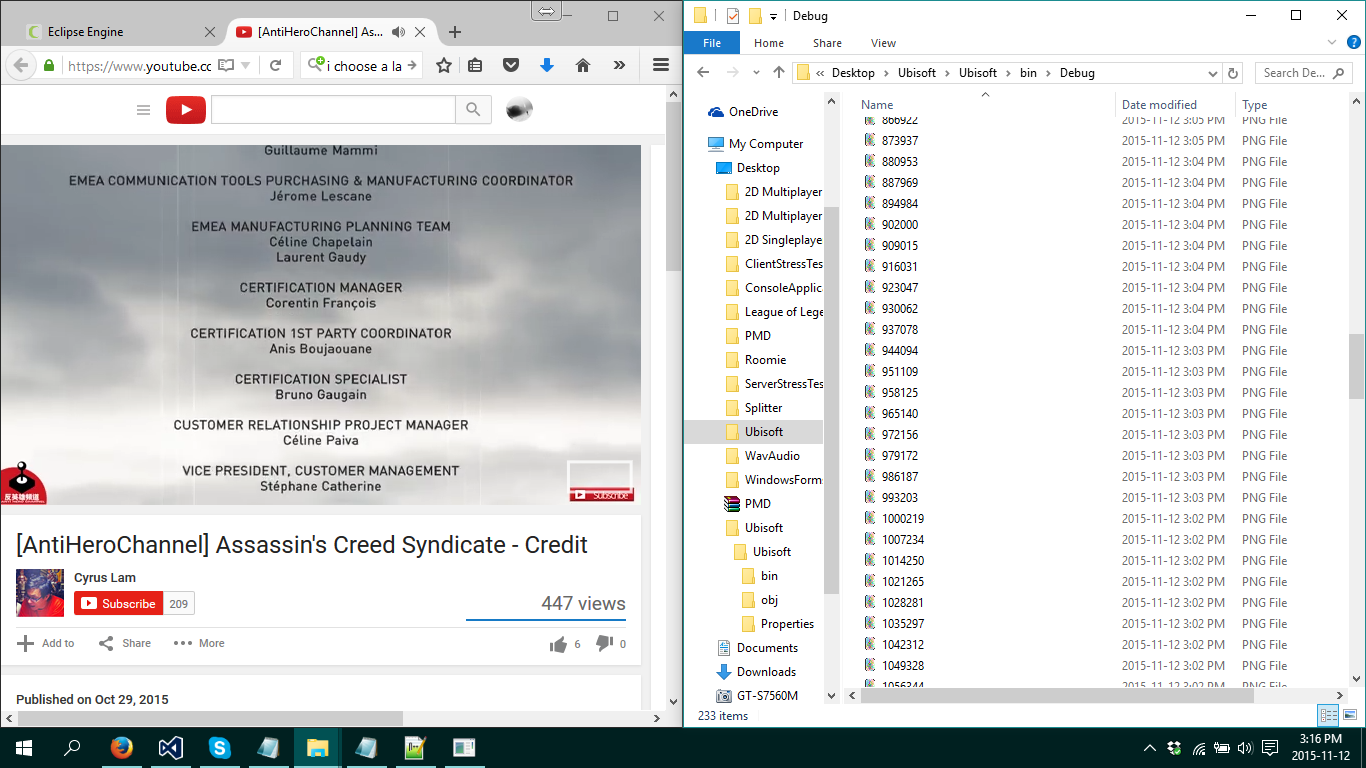 Eclipse Engine
[AntiHeroChannel] As...
https://www.youtube.cc
i choose a la
Guillaume Mammi
EMEA COMMUNICATION TOOLS PURCHASING & MANUFACTURING COORDINATOR
Jérome Lescane
EMEA MANUFACTURING PLANNING TEAM
Céline Chapelain
Laurent Gaudy
CERTIFICATION MANAGER
Corentin François
CERTIFICATION 1ST PARTY COORDINATOR
Anis Boujaouane
CERTIFICATION SPECIALIST
Bruno Gaugain
CUSTOMER RELATIONSHIP PROJECT MANAGER
Céline Paiva
VICE PRESIDENT, CUSTOMER MANAGEMENT
Stéphane Catherine
反英雄頻道
Subscribe
[AntiHeroChannel] Assassin's Creed Syndicate - Credit
Cyrus Lam
Subscribe 209
447 views
Add to Share More 6 0
Published on Oct 29, 2015
Debug
File Home Share View
« Desktop Ubisoft Ubisoft bin Debug
Search De...
OneDrive
My Computer
Desktop
2D Multiplayer
2D Multiplayer
2D Singleplaye
ClientStressTes
ConsoleApplica
League of Lege
PMD
Roomie
ServerStressTes
Splitter
Ubisoft
WavAudio
WindowsForm
PMD
Ubisoft
Ubisoft
bin
obj
Properties
Documents
Downloads
GT-S7560M
Name Date modified Type
866922 2015-11-12 3:05 PM PNG File
873937 2015-11-12 3:05 PM PNG File
880953 2015-11-12 3:04 PM PNG File
887969 2015-11-12 3:04 PM PNG File
894984 2015-11-12 3:04 PM PNG File
902000 2015-11-12 3:04 PM PNG File
909015 2015-11-12 3:04 PM PNG File
916031 2015-11-12 3:04 PM PNG File
923047 2015-11-12 3:04 PM PNG File
930062 2015-11-12 3:04 PM PNG File
937078 2015-11-12 3:04 PM PNG File
944094 2015-11-12 3:03 PM PNG File
951109 2015-11-12 3:03 PM PNG File
958125 2015-11-12 3:03 PM PNG File
965140 2015-11-12 3:03 PM PNG File
972156 2015-11-12 3:03 PM PNG File
979172 2015-11-12 3:03 PM PNG File
986187 2015-11-12 3:03 PM PNG File
993203 2015-11-12 3:03 PM PNG File
1000219 2015-11-12 3:02 PM PNG File
1007234 2015-11-12 3:02 PM PNG File
1014250 2015-11-12 3:02 PM PNG File
1021265 2015-11-12 3:02 PM PNG File
1028281 2015-11-12 3:02 PM PNG File
1035297 2015-11-12 3:02 PM PNG File
1042312 2015-11-12 3:02 PM PNG File
1049328 2015-11-12 3:02 PM PNG File
1056344 2015-11-12 3:02 PM PNG File
233 items
3:16 PM
2015-11-12